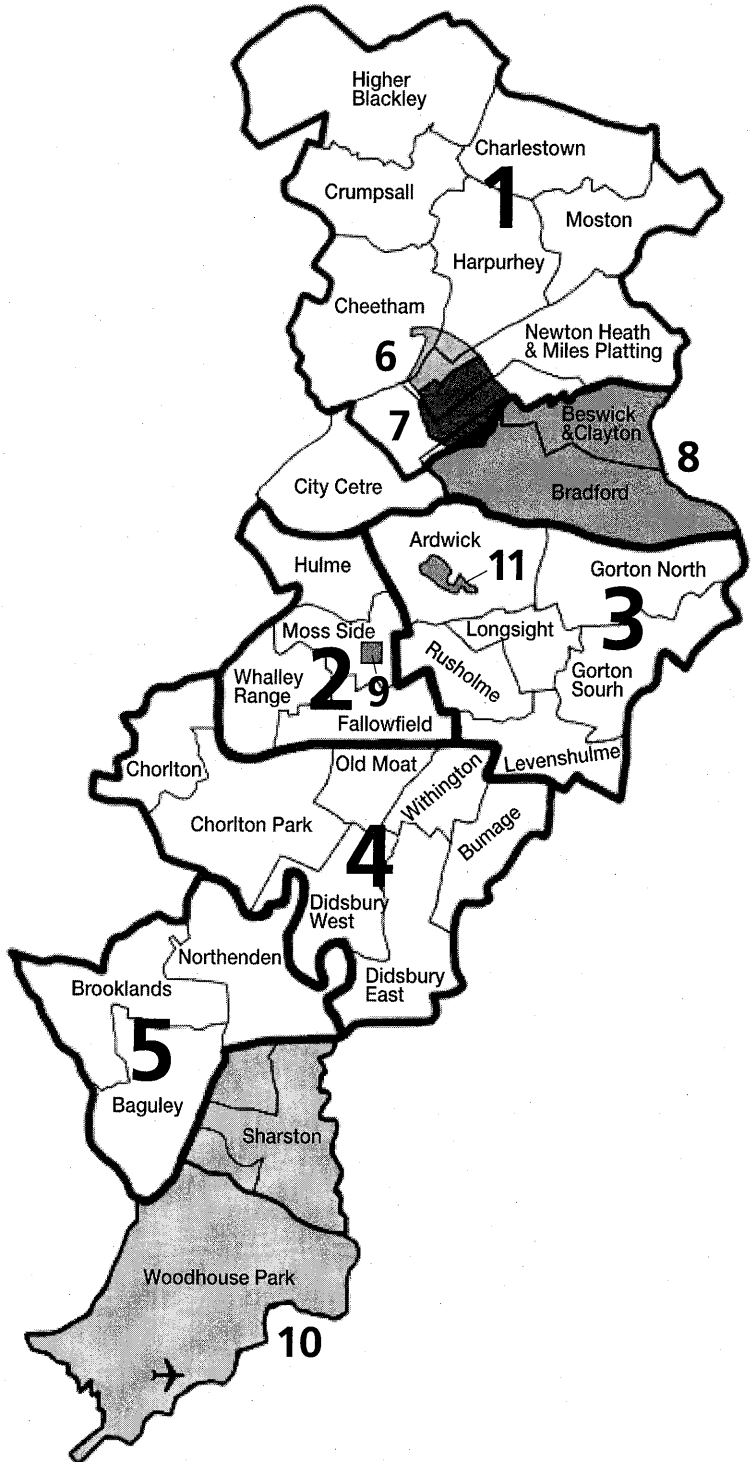 Higher
Blackley
Charlestown
1
Crumpsall
Moston
Harpurhey
Cheetham
Newton Heath
& Miles Platting
6
7
Beswick
&Clayton
8
City Cetre
Bradford
Ardwick
11
Hulme
Gorton North
3
Moss Side
Longsight
2
Whalley
Range
9
Rusholme
Gorton
Sourh
Fallowfield
Levenshulme
Old Moat
Withington
Chorlton
Chorlton Park
Bumage
4
Didsbury
West
Northenden
Didsbury
East
Brooklands
5
Baguley
Sharston
Woodhouse Park
10